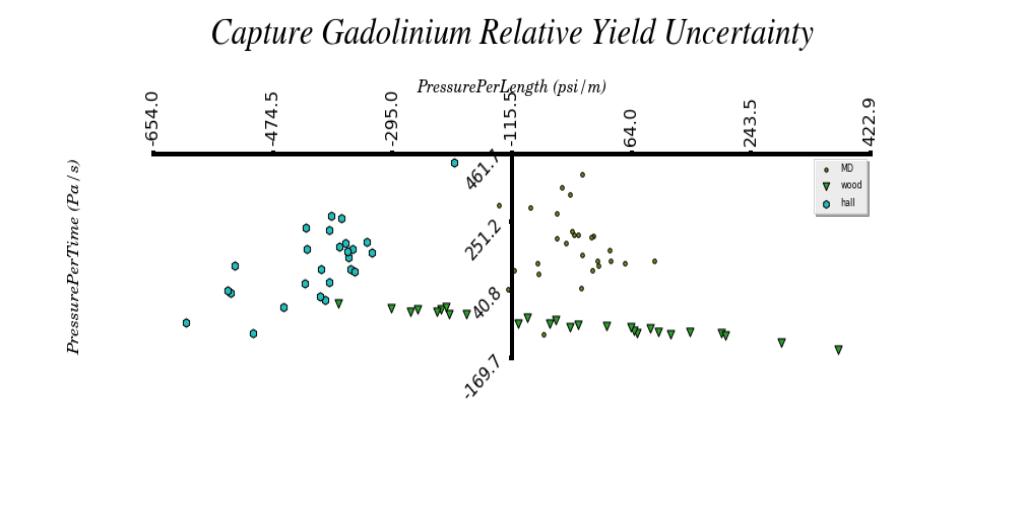 Capture Gadolinium Relative Yield Uncertainty
PressurePerLength (psi/m)
-654.0
-474.5
-295.0
-115.5
64.0
243.5
422.9
PressurePerTime (Pa/s)
461.7
251.2
40.8
-169.7
MD
wood
hall